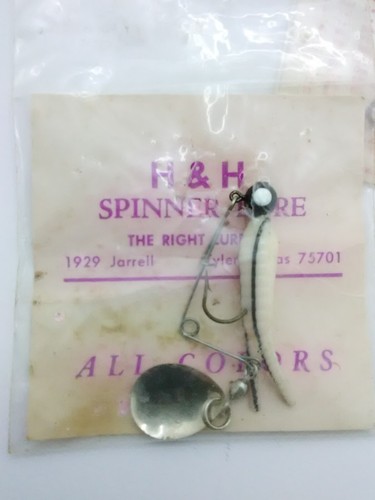 H & H
SPINNER
THE RIGHT
1929 Jarrell 75701
ALL COLORS